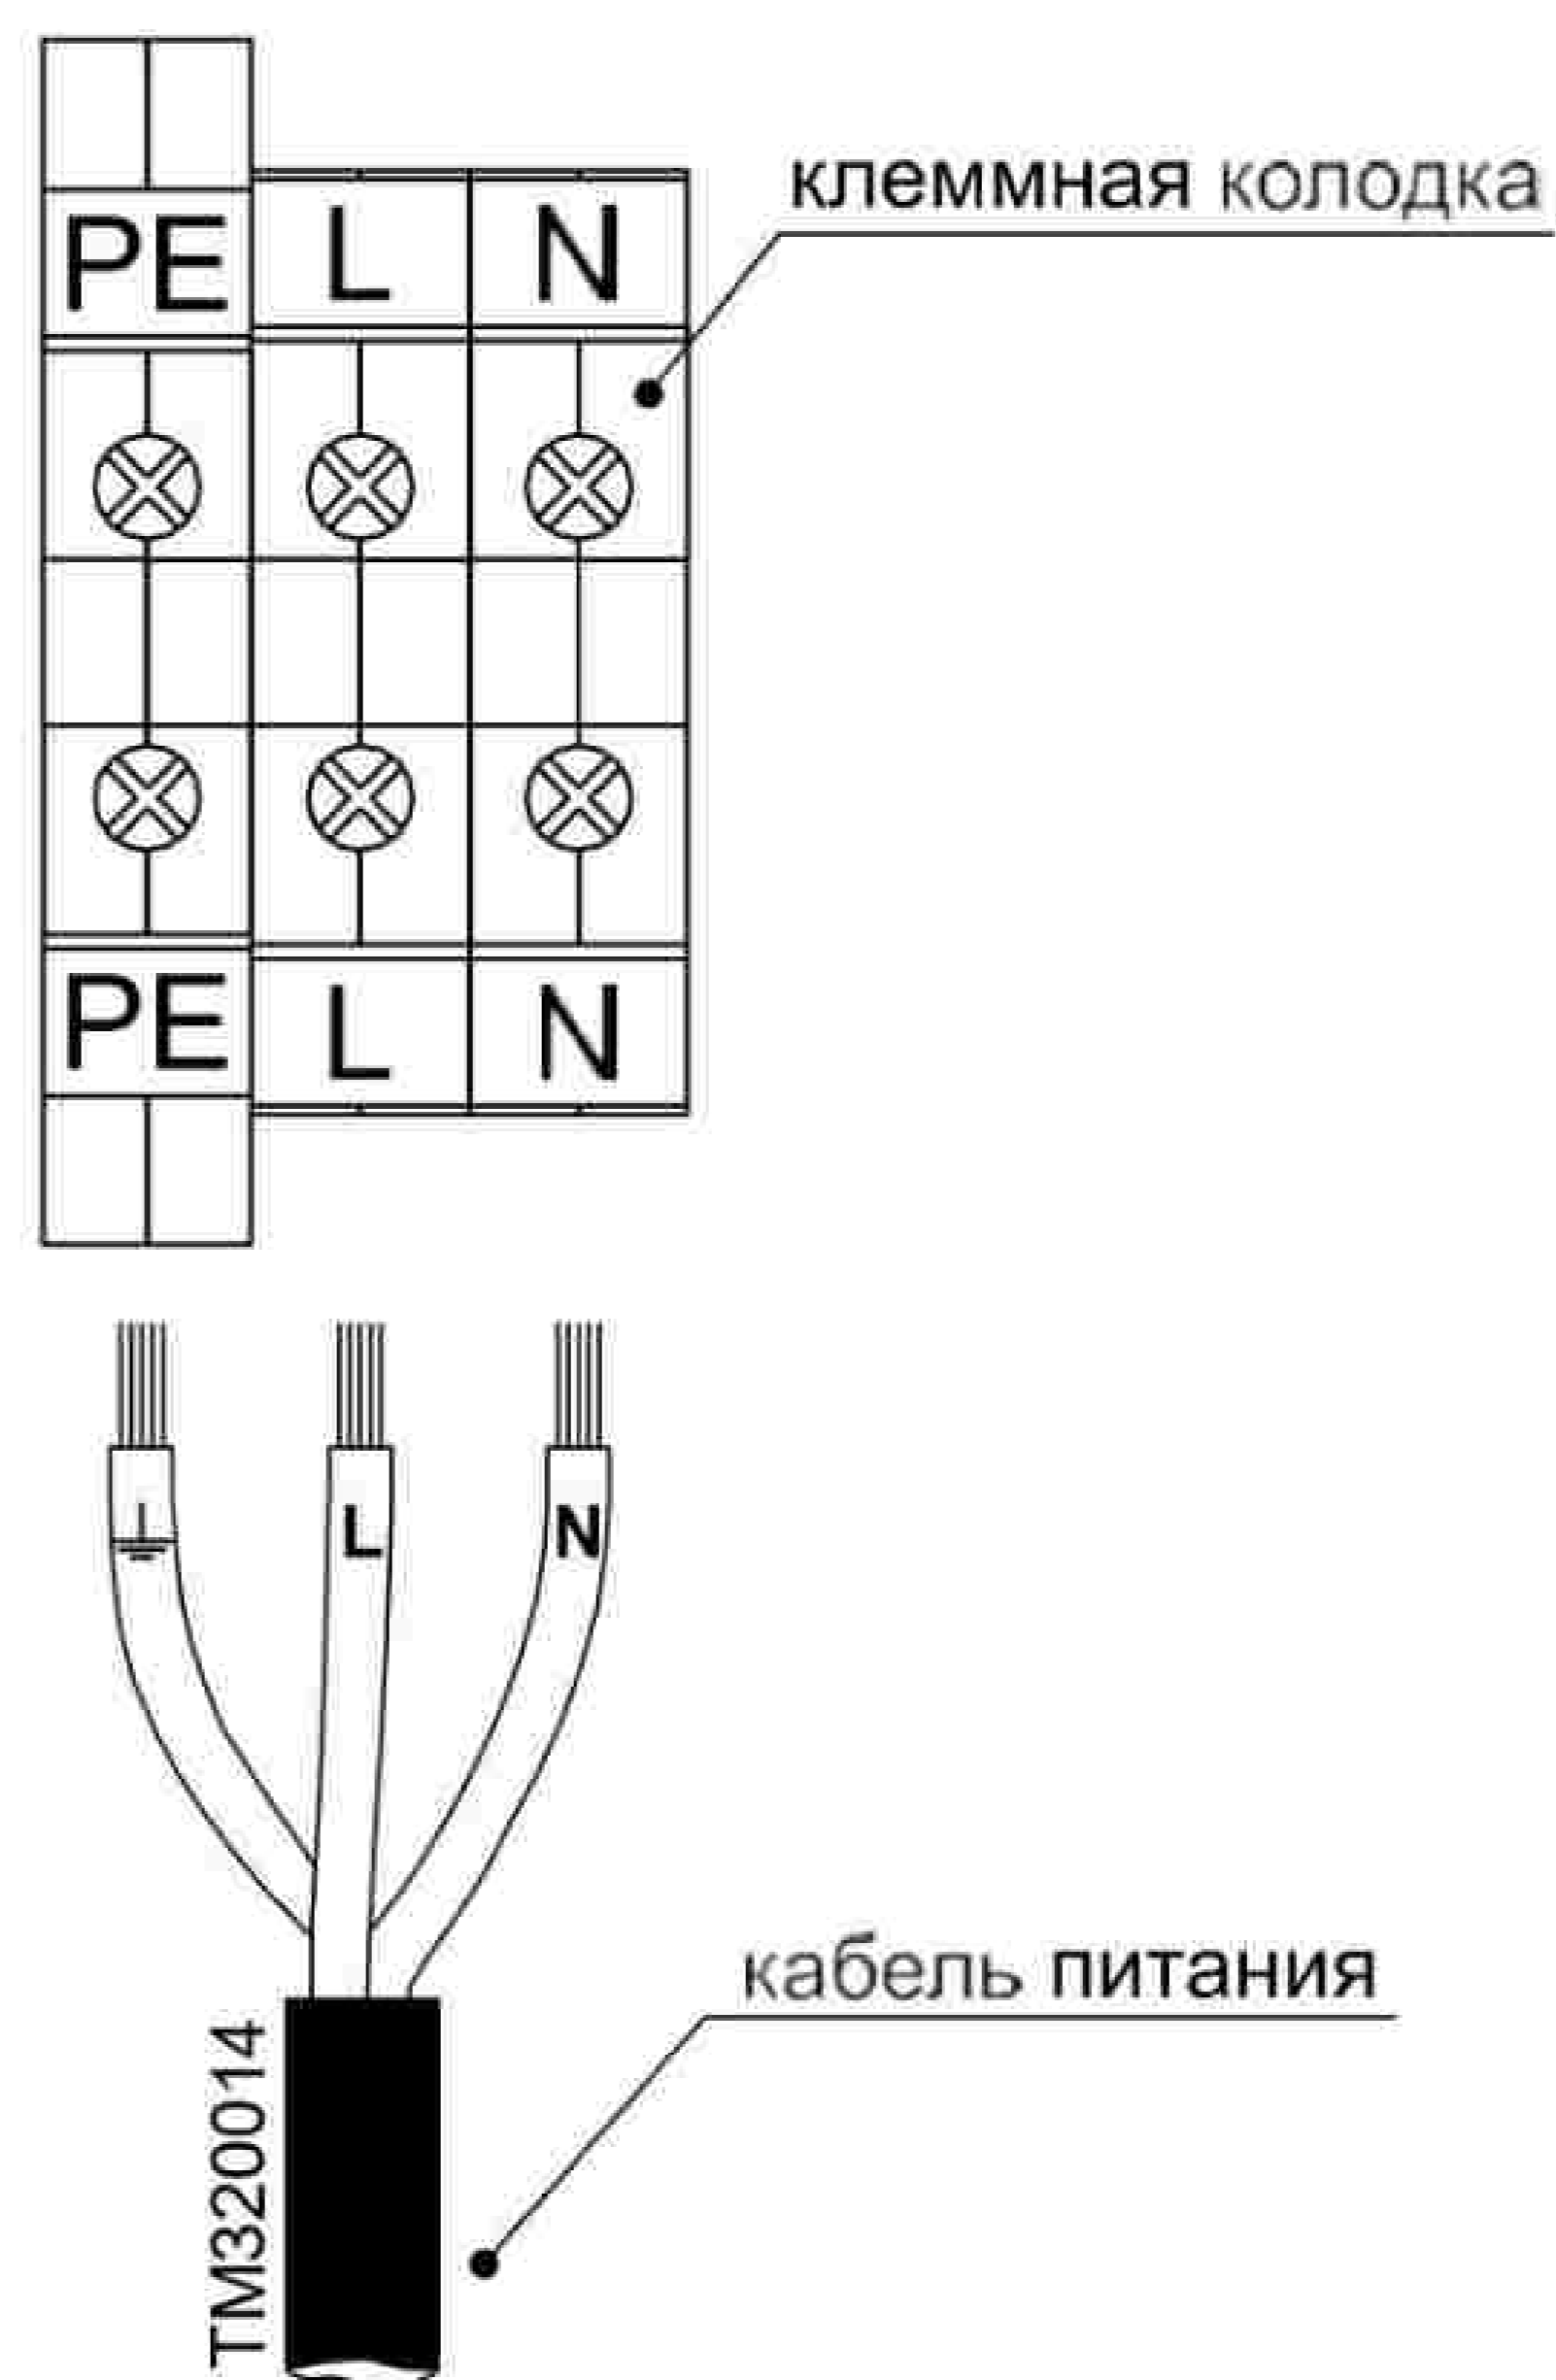 клеммная колодка
PE L N
PE L N
L N
кабель питания
TM320014